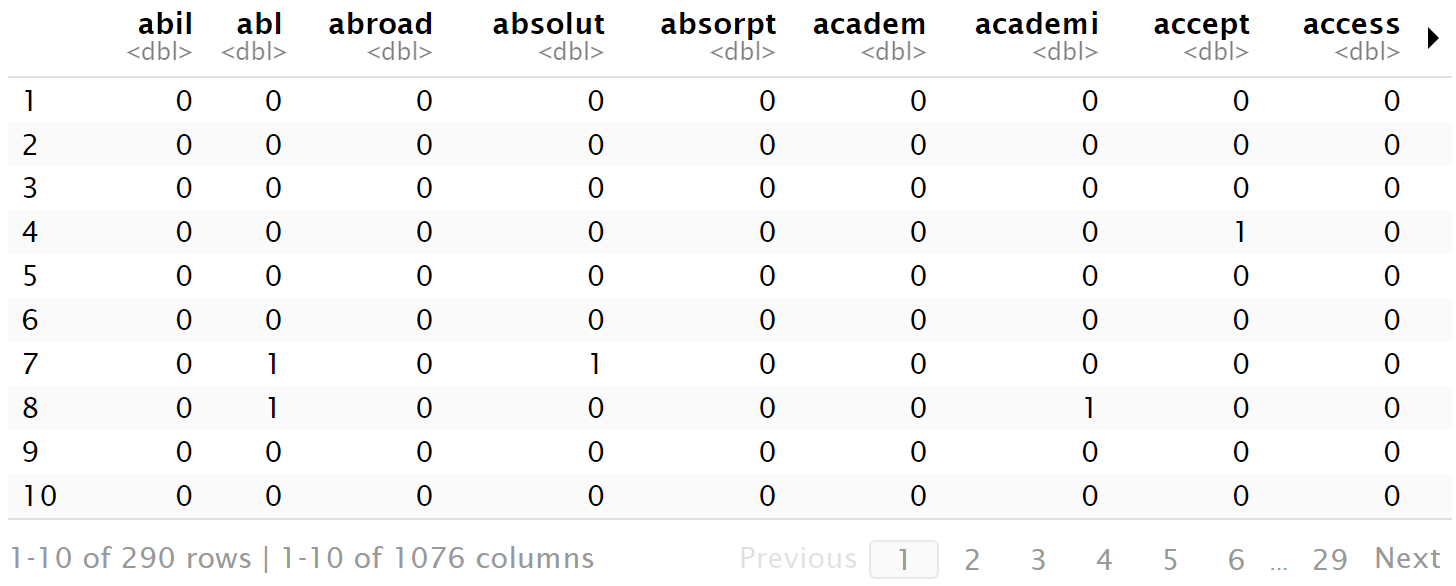 abil abl abroad absolut absorpt academ academi accept access
<dbl> <dbl> <dbl> <dbl> <dbl> <dbl> <dbl> <dbl> <dbl>
1 0 0 0 0 0 0 0 0 0
2 0 0 0 0 0 0 0 0 0
3 0 0 0 0 0 0 0 0 0
4 0 0 0 0 0 0 0 1 0
5 0 0 0 0 0 0 0 0 0
6 0 0 0 0 0 0 0 0 0
7 0 1 0 1 0 0 0 0 0
8 0 1 0 0 0 0 1 0 0
9 0 0 0 0 0 0 0 0 0
10 0 0 0 0 0 0 0 0 0
1-10 of 290 rows | 1-10 of 1076 columns Previous 1 2 3 4 5 6 ... 29 Next